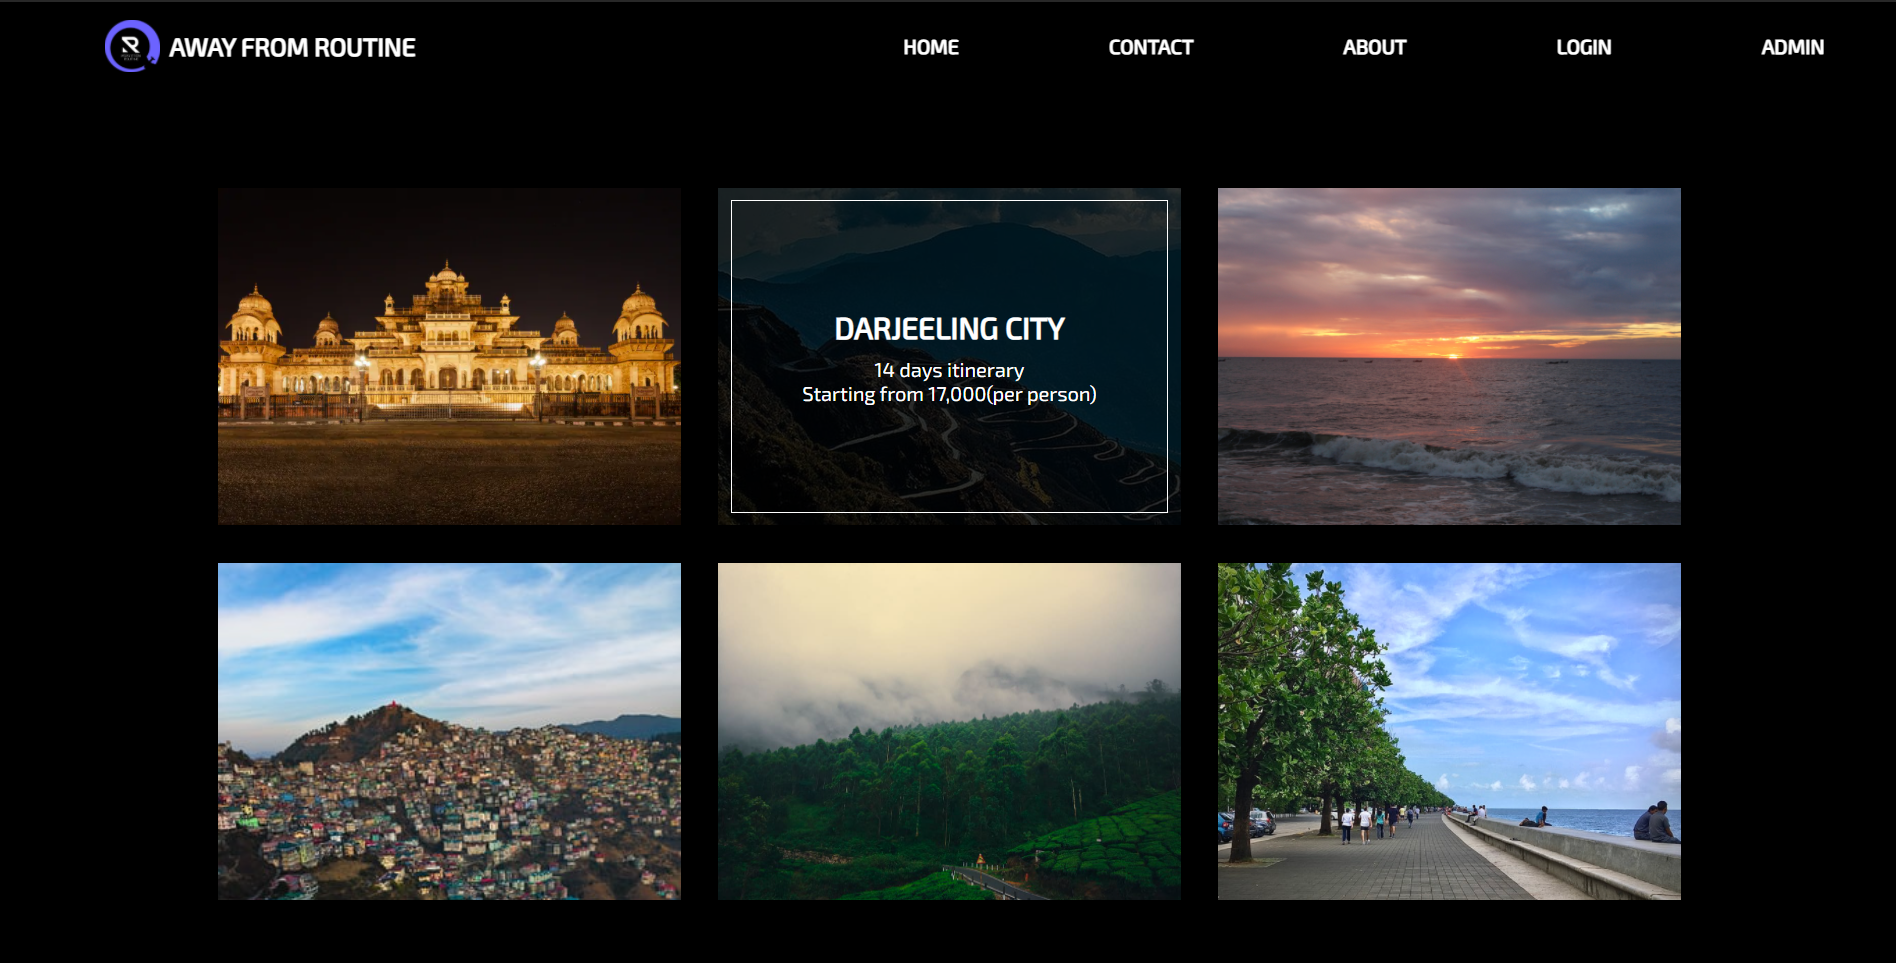 AWAY FROM ROUTINE
HOME
CONTACT
ABOUT
LOGIN
ADMIN
DARJEELING CITY
14 days itinerary
Starting from 17,000(per person)